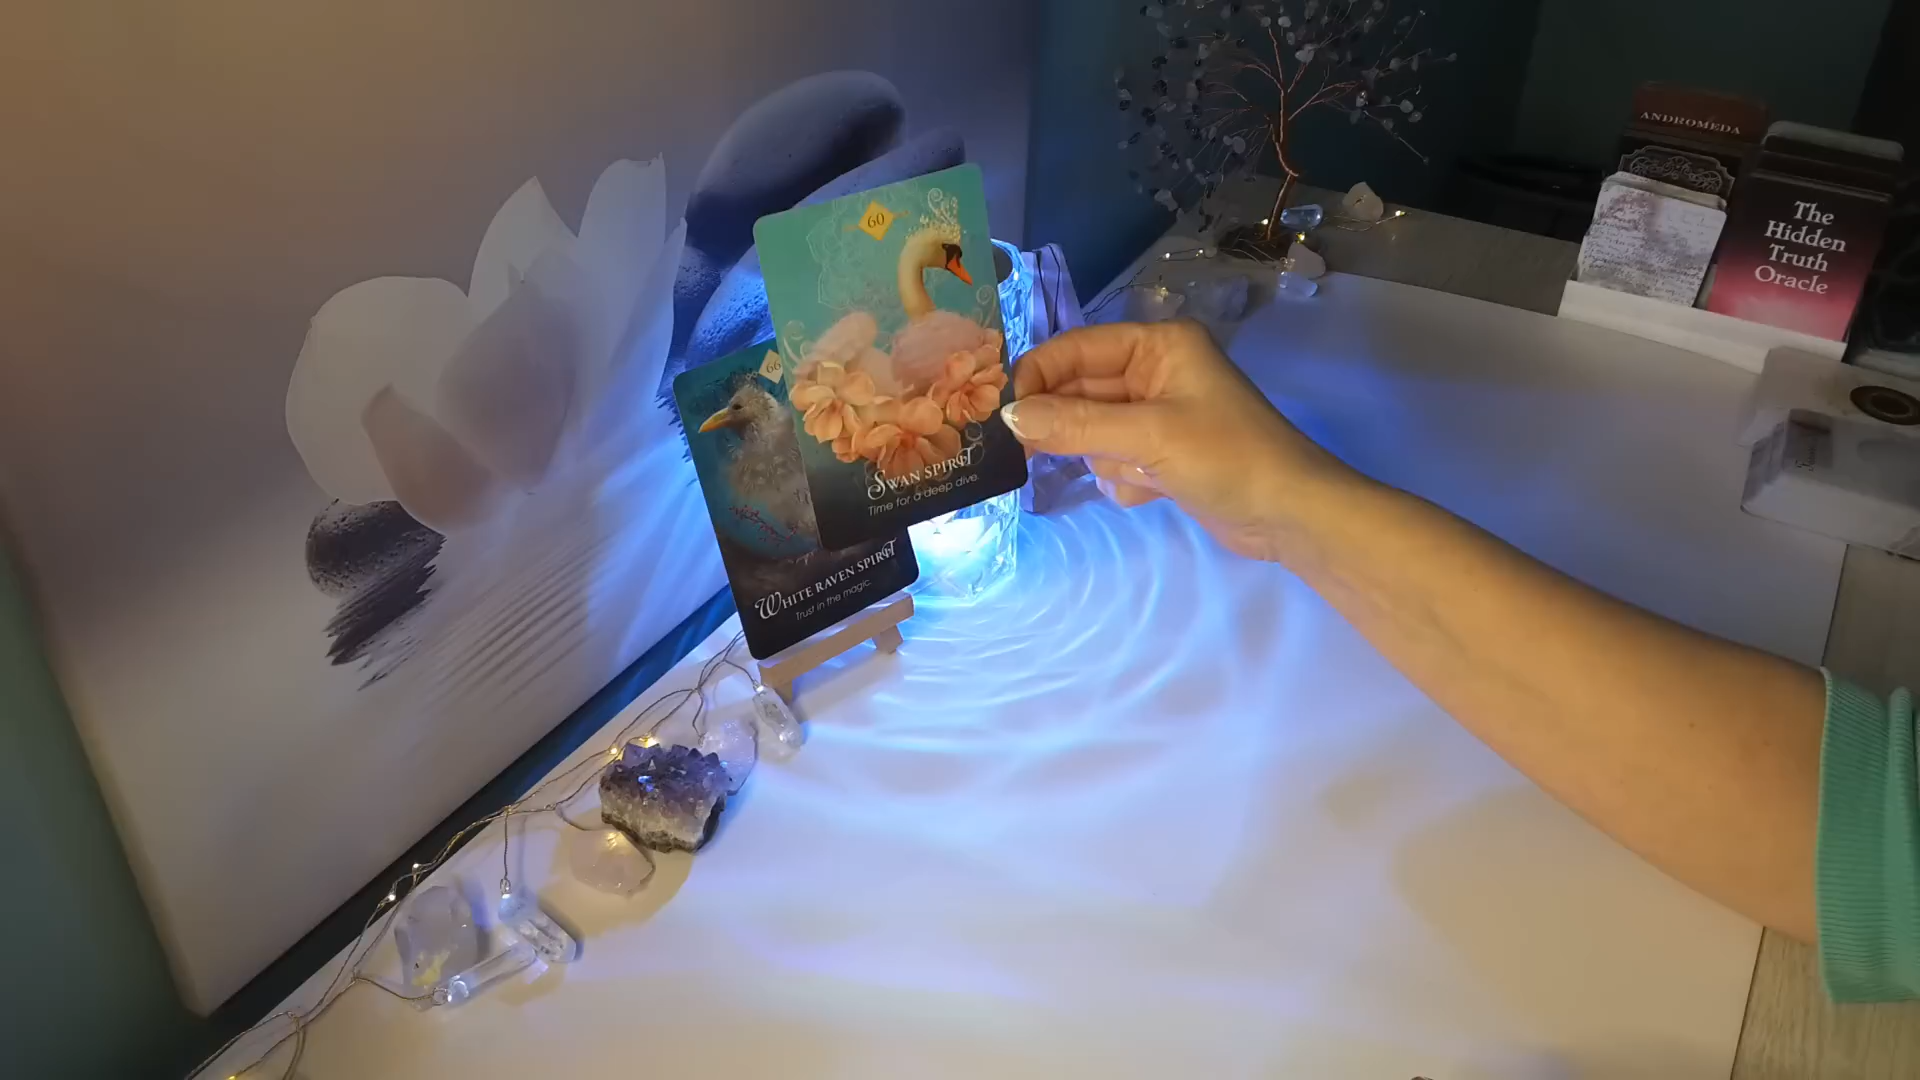 60
SWAN SPIRIT
Time for a deep dive.
66
WHITE RAVEN SPIRIT
Trust in the magic.
ANDROMEDA
The
Hidden
Truth
Oracle